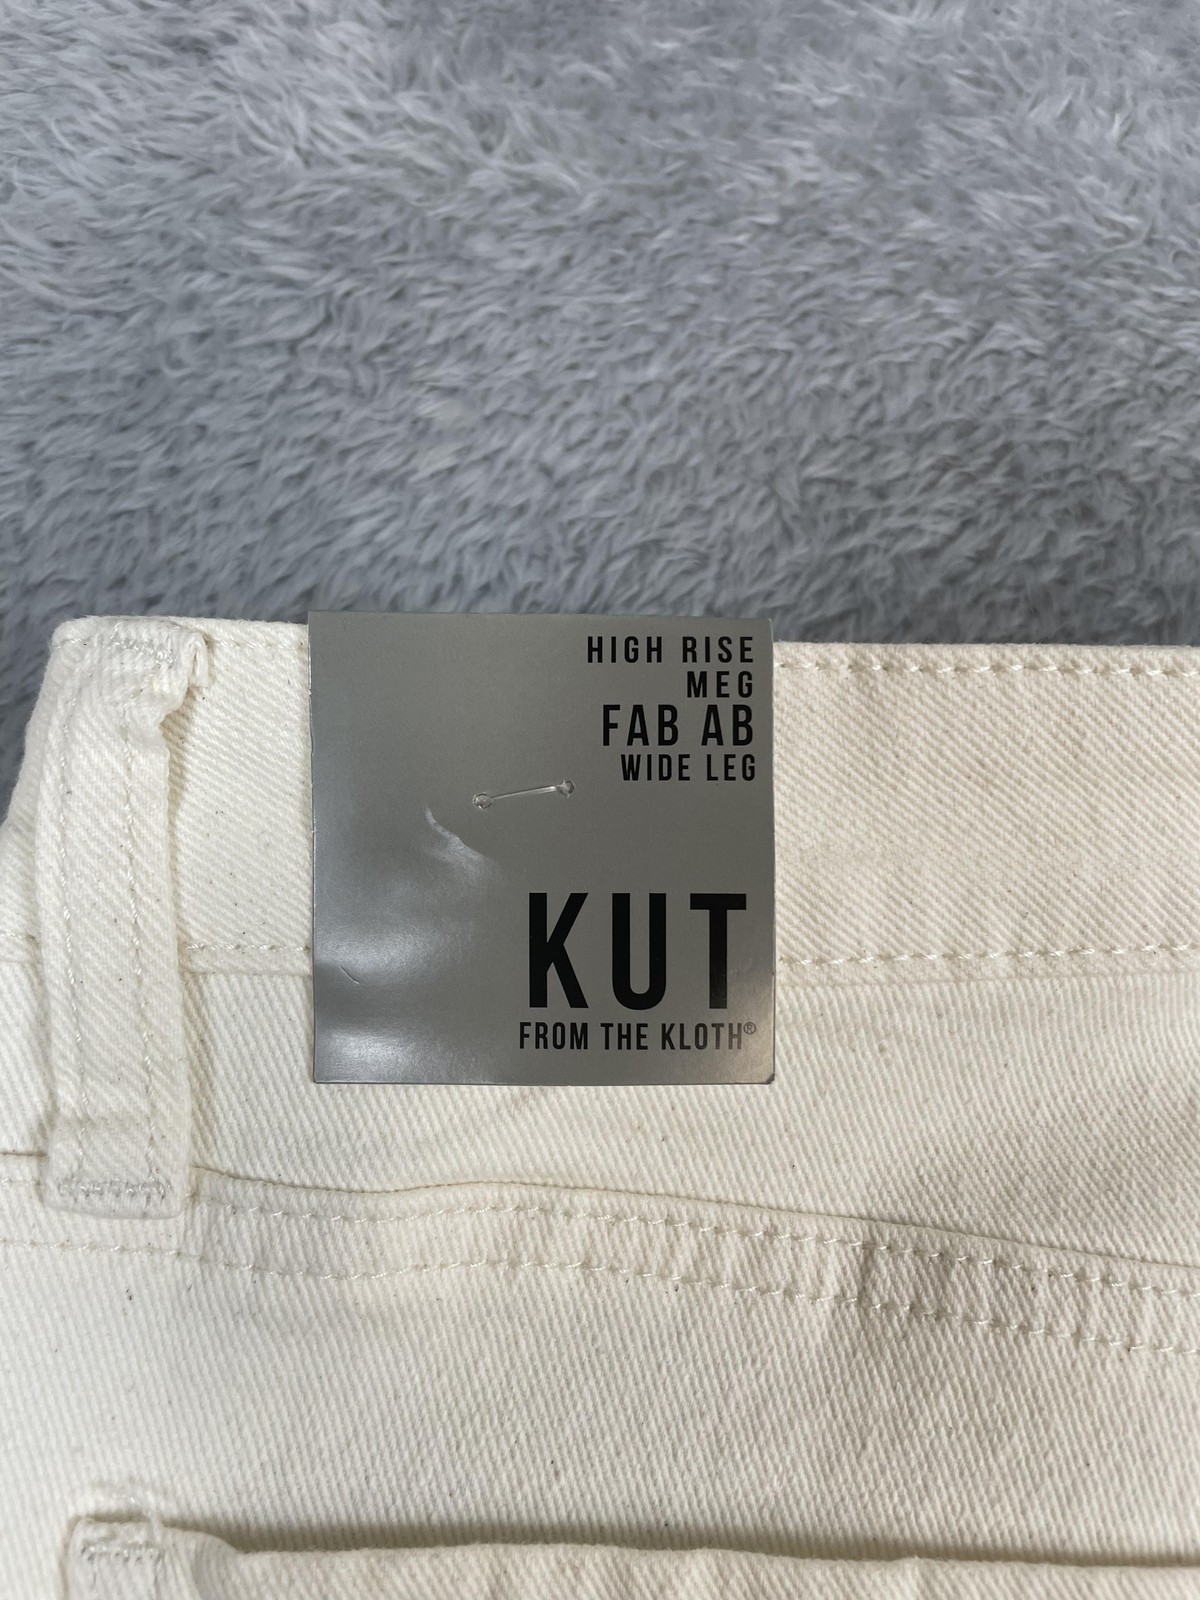 HIGH RISE
MEG
FAB AB
WIDE LEG
KUT
FROM THE KLOTH®